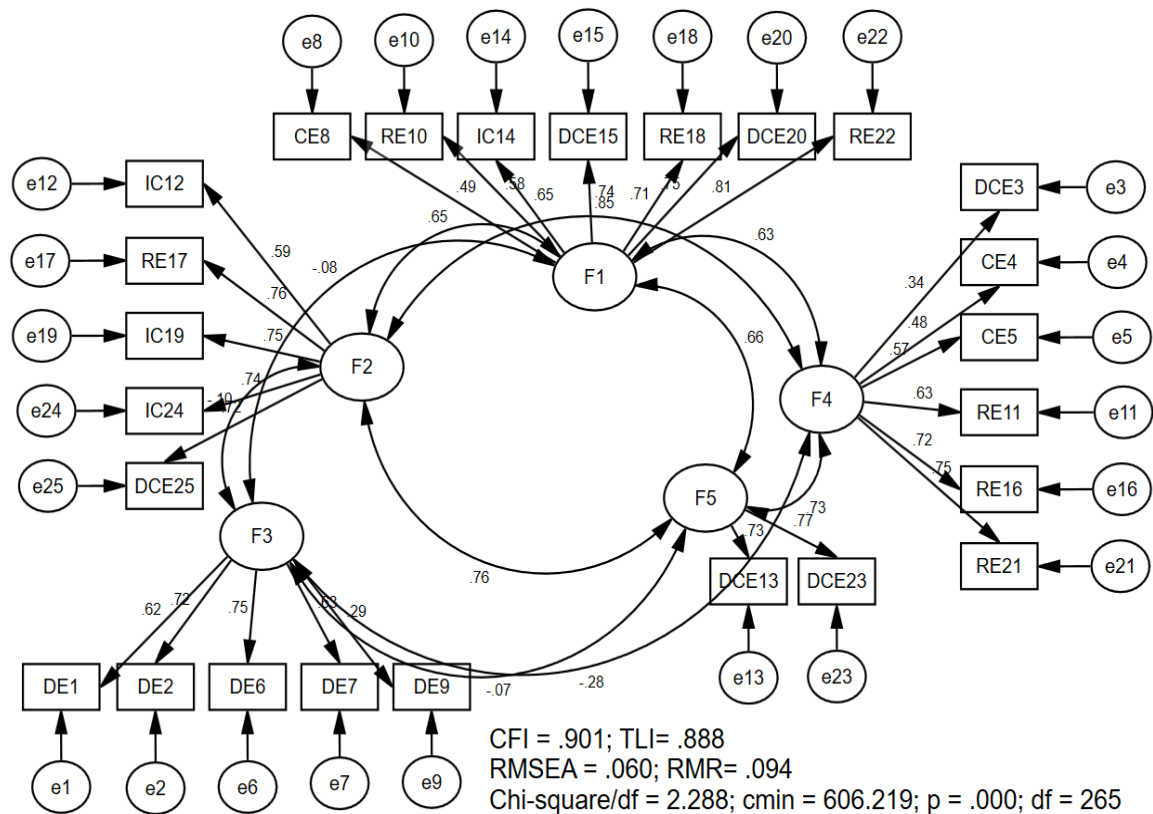 e8 e10 e14 e15 e18 e20 e22
CE8 RE10 IC14 DCE15 RE18 DCE20 RE22
.49 .58 .65 .74 .71 .75 .81
.85
e12 IC12
DCE3 e3
e17 RE17
CE4 e4
.59 -.08 .65 .63
F1
.76 .34
e19 IC19
CE5 e5
.75 .66 .48
.57
F2
F4
.74 -.10 .72
.63
e24 IC24
RE11 e11
.72
.75
e25 DCE25
RE16 e16
F5
.73
.77
.73
F3
.76
DCE13 DCE23
RE21 e21
.62 .72 .75 .63 .29
e13 e23
DE1 DE2 DE6 DE7 DE9
-.07 -.28
e1 e2 e6 e7 e9
CFI = .901; TLI= .888
RMSEA = .060; RMR= .094
Chi-square/df = 2.288; cmin = 606.219; p = .000; df = 265